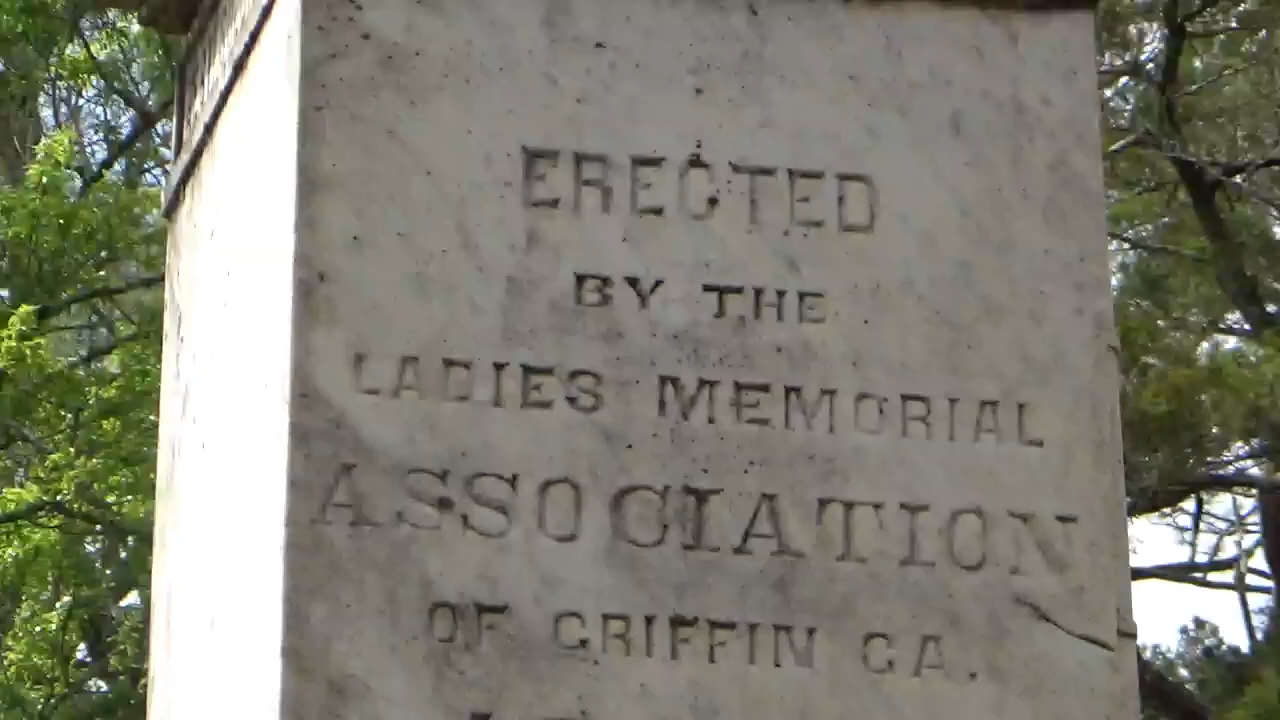 ERECTED
BY THE
LADIES MEMORIAL
ASSOCIATION
OF GRIFFIN GA.